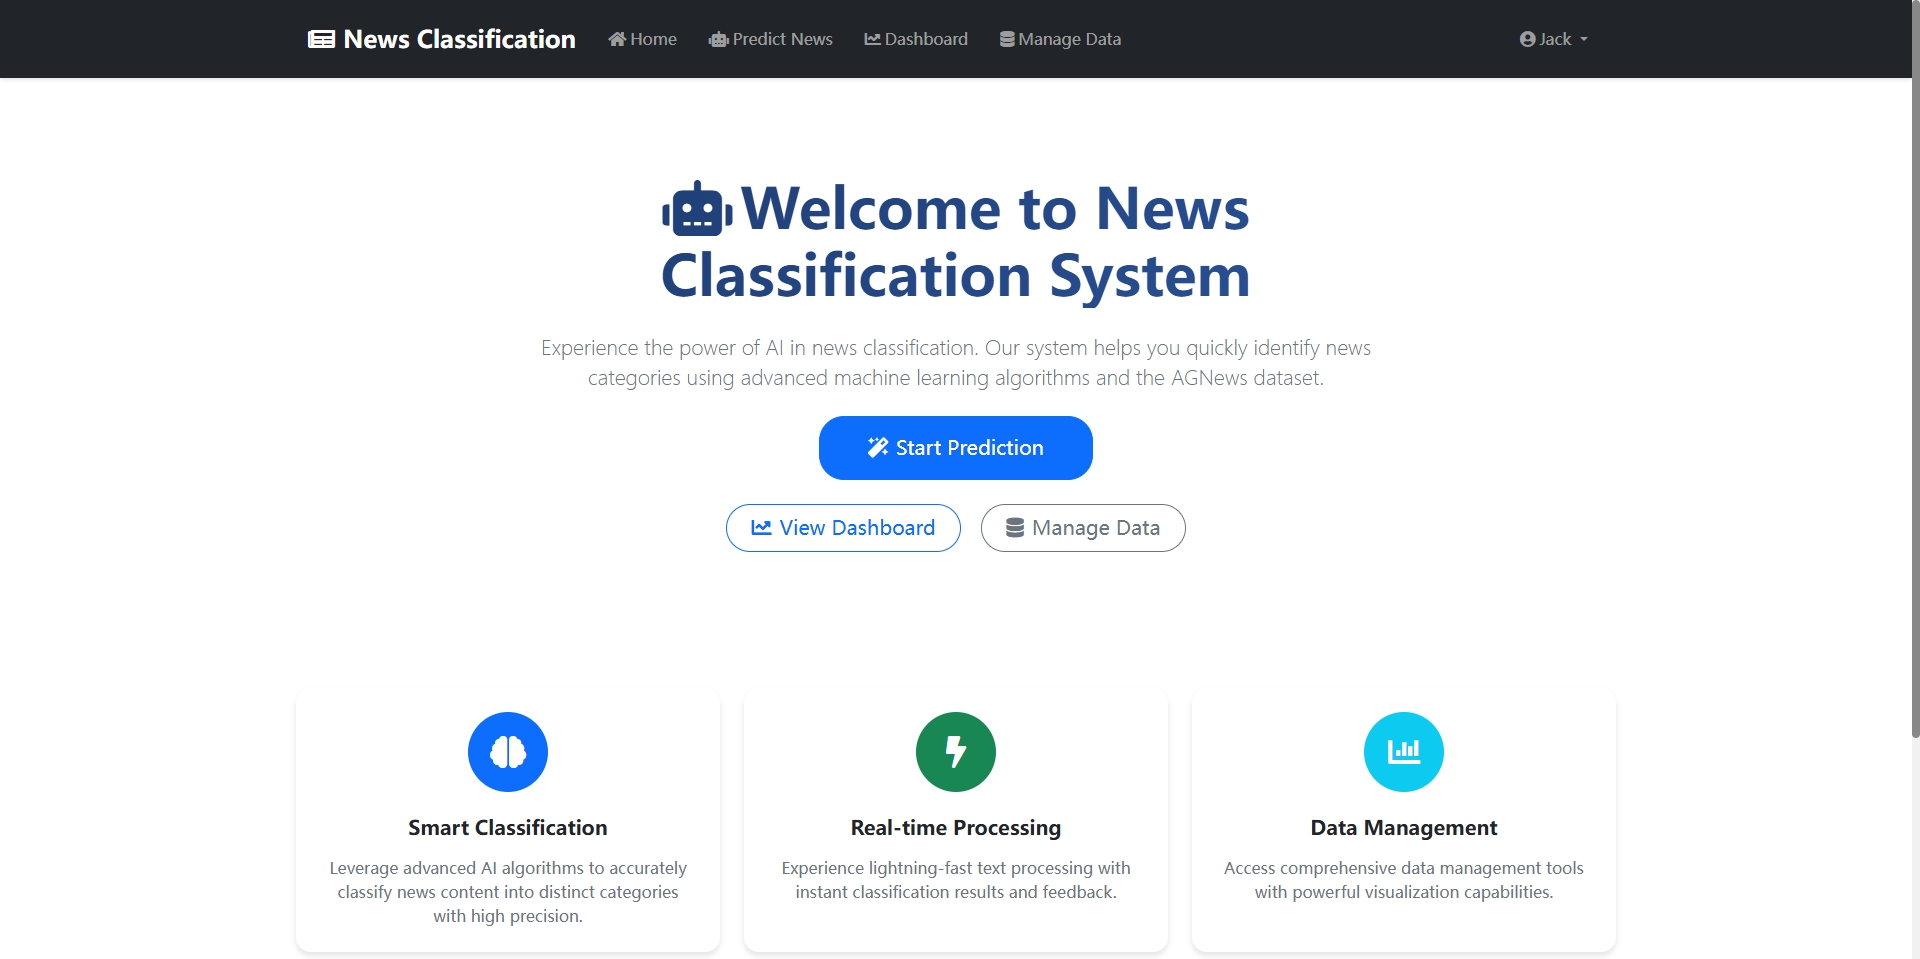 News Classification Home Predict News Dashboard Manage Data Jack
Welcome to News
Classification System
Experience the power of AI in news classification. Our system helps you quickly identify news
categories using advanced machine learning algorithms and the AGNews dataset.
Start Prediction
View Dashboard Manage Data
Smart Classification
Leverage advanced AI algorithms to accurately
classify news content into distinct categories
with high precision.
Real-time Processing
Experience lightning-fast text processing with
instant classification results and feedback.
Data Management
Access comprehensive data management tools
with powerful visualization capabilities.